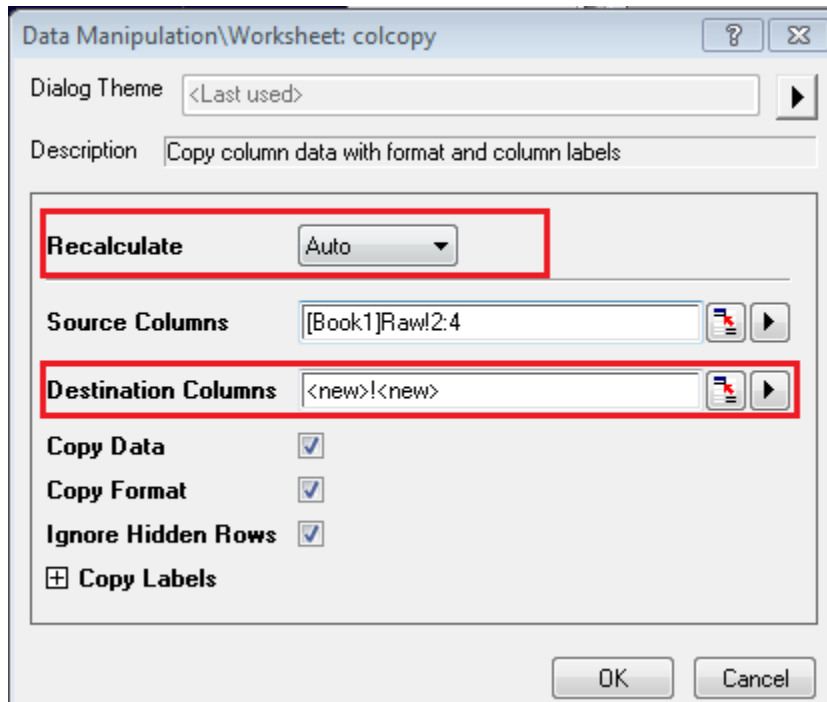 Data Manipulation\Worksheet: colcopy
Dialog Theme <Last used>
Description Copy column data with format and column labels
Recalculate Auto
Source Columns [Book1]Raw!2:4
Destination Columns <new>!<new>
Copy Data
Copy Format
Ignore Hidden Rows
Copy Labels
OK Cancel